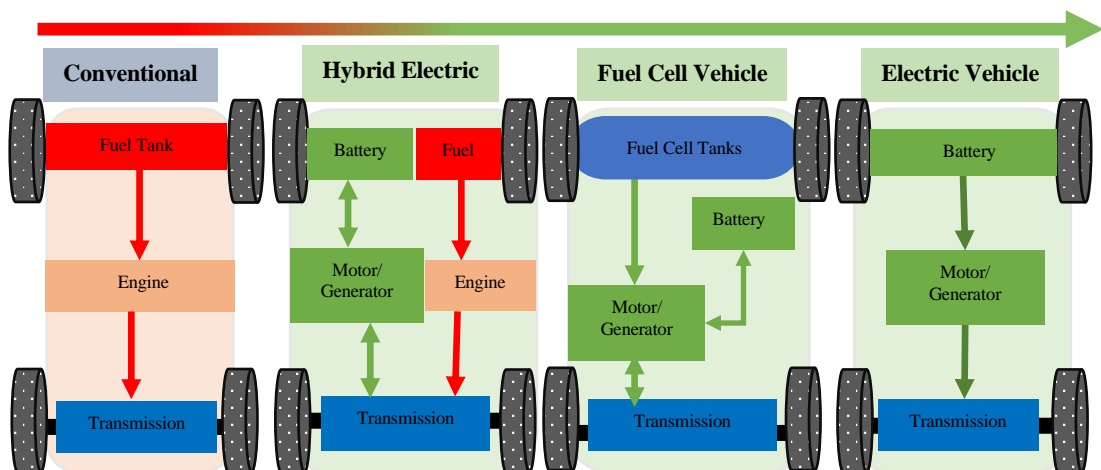 Conventional
Hybrid Electric
Fuel Cell Vehicle
Electric Vehicle
Fuel Tank
Engine
Transmission
Battery
Fuel
Motor/
Generator
Engine
Transmission
Fuel Cell Tanks
Battery
Motor/
Generator
Transmission
Battery
Motor/
Generator
Transmission